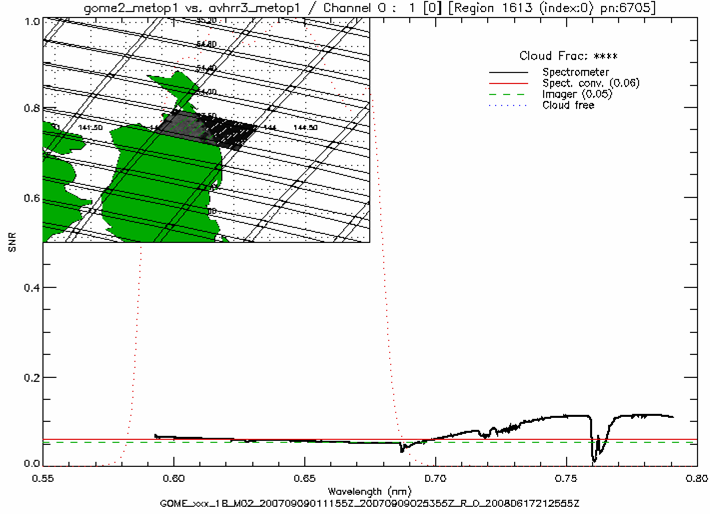 gome2_metop1 vs. avhrr3_metop1 / Channel 0 : 1 [0] [Region 1613 (index:0) pn:6705]
1.0
0.8
0.6
0.4
0.2
0.0
SNR
141.50
144
144.50
Cloud Frac: ****
Spectrometer
Spect. conv. (0.06)
Imager (0.05)
Cloud free
0.55
0.60
0.65
0.70
0.75
0.80
Wavelength (nm)
GOME_xxx_1B_M02_20070909011155Z_20070909025355Z_R_O_20080617212555Z